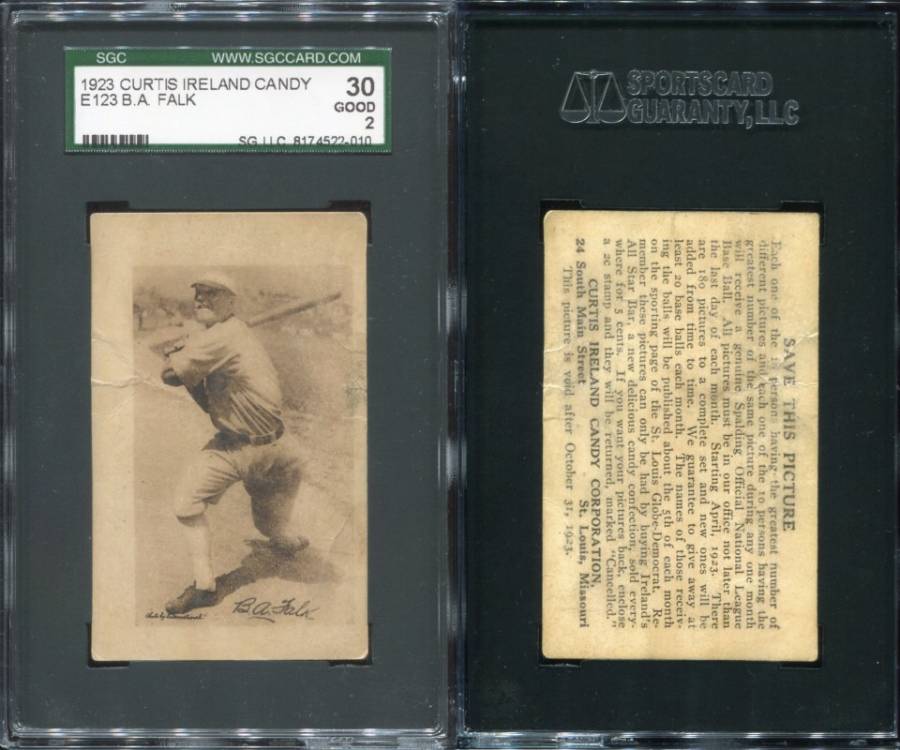 SGC WWW.SGCCARD.COM
1923 CURTIS IRELAND CANDY
E123 B.A. FALK
30
GOOD
2
SG LLC 8174522-010
B.A. Falk
SPORTSCARD
GUARANTY, LLC
SAVE THIS PICTURE
Each one of the persons having the greatest number of
different pictures and each one of the 10 persons having the
greatest number of the same picture during any one month
will receive a genuine Spalding Official National League
Base Ball. All pictures must be in our office not later than
the last day of each month. Starting April, 1923. There
are 180 pictures to a complete set and new ones will be
added from time to time. We guarantee to give away at
least 20 base balls each month. The names of those receiv-
ing the balls will be published about the 5th of each month
on the sporting page of the St. Louis Globe-Democrat. Re-
member these pictures can only be had by buying Ireland's
All Star Bar, a new delicious candy confection, sold every-
where for 5 cents. If you want your pictures back, enclose
a 2c stamp and they will be returned, marked "Cancelled."
CURTIS IRELAND CANDY CORPORATION,
24 South Main Street St. Louis, Missouri
This picture is void after October 31, 1923.